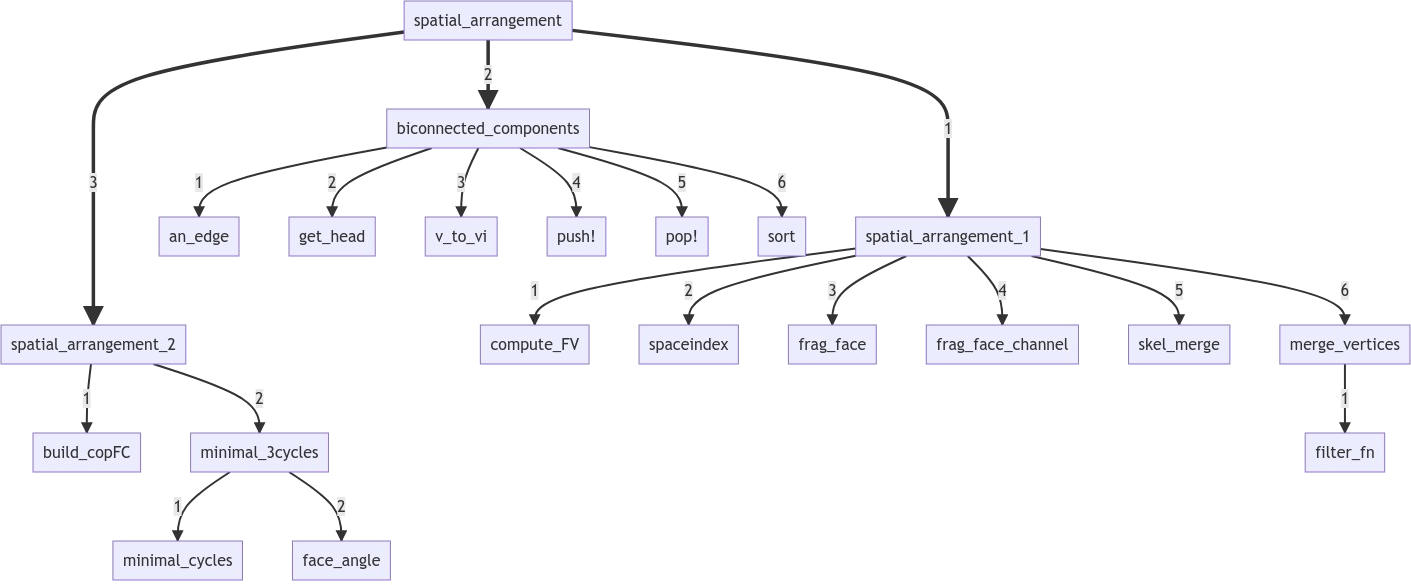 spatial_arrangement
2
biconnected_components
1
3
1
2
3
4
5
6
an_edge
get_head
v_to_vi
push!
pop!
sort
spatial_arrangement_1
1
2
3
4
5
6
spatial_arrangement_2
compute_FV
spaceindex
frag_face
frag_face_channel
skel_merge
merge_vertices
1
2
1
build_copFC
minimal_3cycles
filter_fn
1
2
minimal_cycles
face_angle